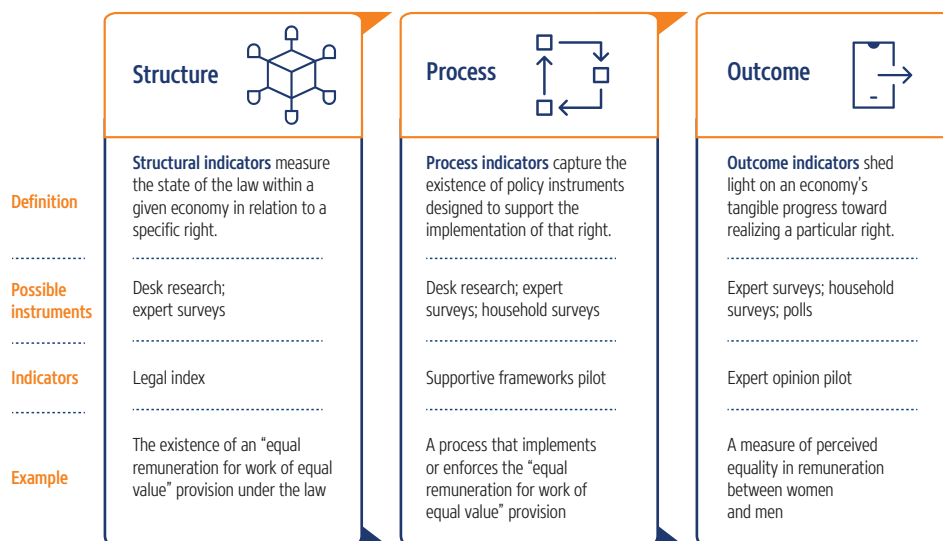 Structure
Process
Outcome
Definition
Structural indicators measure
the state of the law within a
given economy in relation to a
specific right.
Process indicators capture the
existence of policy instruments
designed to support the
implementation of that right.
Outcome indicators shed
light on an economy's
tangible progress toward
realizing a particular right.
Possible
instruments
Desk research;
expert surveys
Desk research; expert
surveys; household surveys
Expert surveys; household
surveys; polls
Indicators
Legal index
Supportive frameworks pilot
Expert opinion pilot
Example
The existence of an “equal
remuneration for work of equal
value” provision under the law
A process that implements
or enforces the “equal
remuneration for work of
equal value” provision
A measure of perceived
equality in remuneration
between women
and men